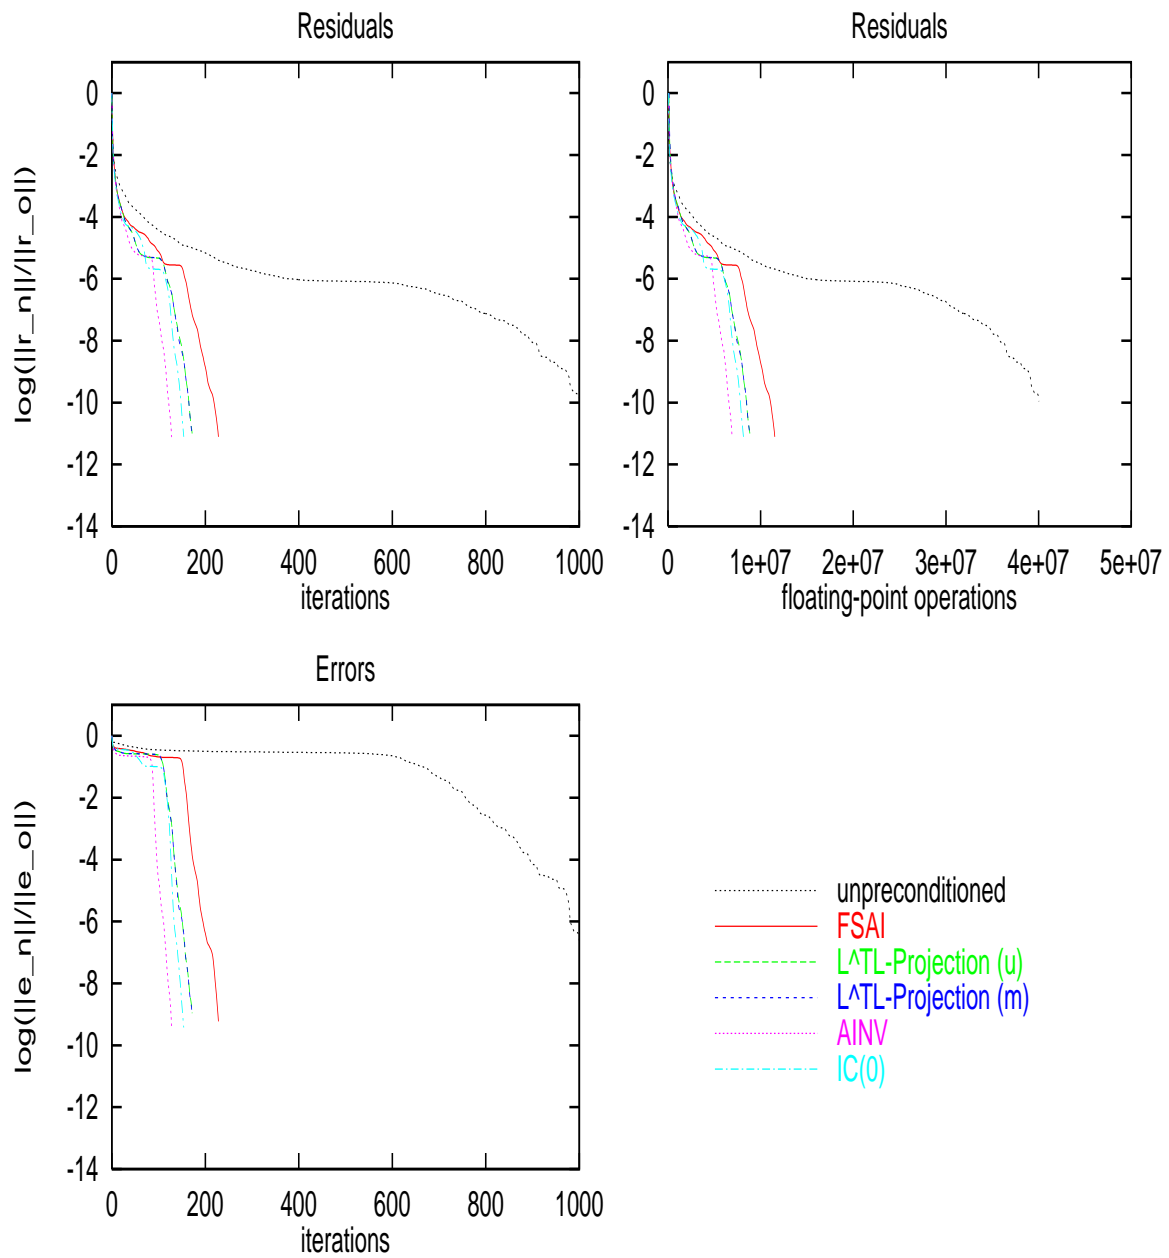 Residuals
0
-2
-4
-6
-8
-10
-12
-14
log(||r_n||/||r_o||)
0 200 400 600 800 1000
iterations
Residuals
0
-2
-4
-6
-8
-10
-12
-14
0 1e+07 2e+07 3e+07 4e+07 5e+07
floating-point operations
Errors
0
-2
-4
-6
-8
-10
-12
-14
log(||e_n||/||e_o||)
0 200 400 600 800 1000
iterations
unpreconditioned
FSAI
L^TL-Projection (u)
L^TL-Projection (m)
AINV
IC(0)